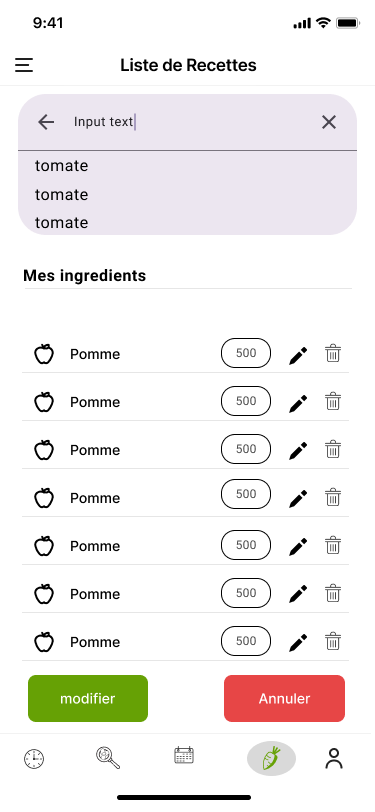 9:41
Liste de Recettes
Input text
tomate
tomate
tomate
Mes ingredients
Pomme 500
Pomme 500
Pomme 500
Pomme 500
Pomme 500
Pomme 500
Pomme 500
modifier Annuler